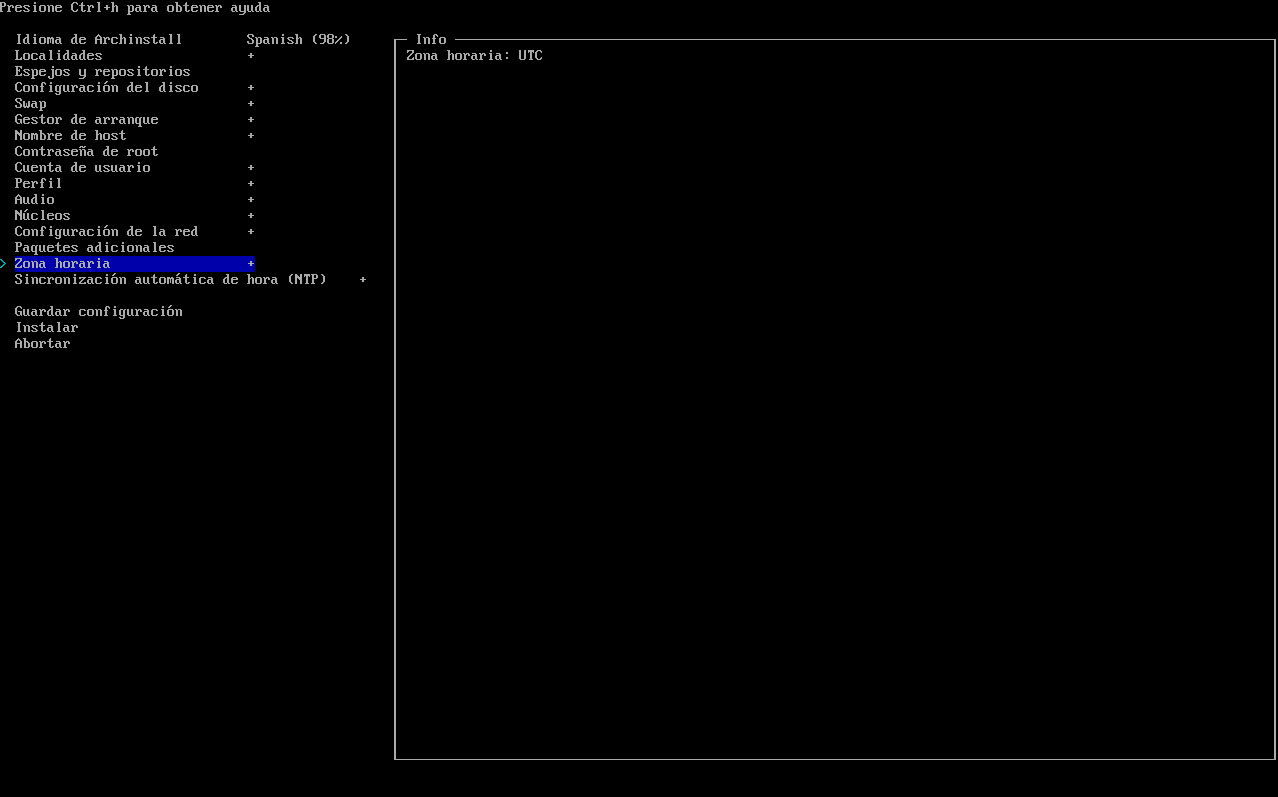 Presione Ctrl+h para obtener ayuda
Idioma de Archinstall Spanish (98%)
Localidades +
Espejos y repositorios
Configuración del disco +
Swap +
Gestor de arranque +
Nombre de host +
Contraseña de root
Cuenta de usuario +
Perfil +
Audio +
Núcleos +
Configuración de la red +
Paquetes adicionales
> Zona horaria +
Sincronización automática de hora (NTP) +
Guardar configuración
Instalar
Abortar
Info
Zona horaria: UTC